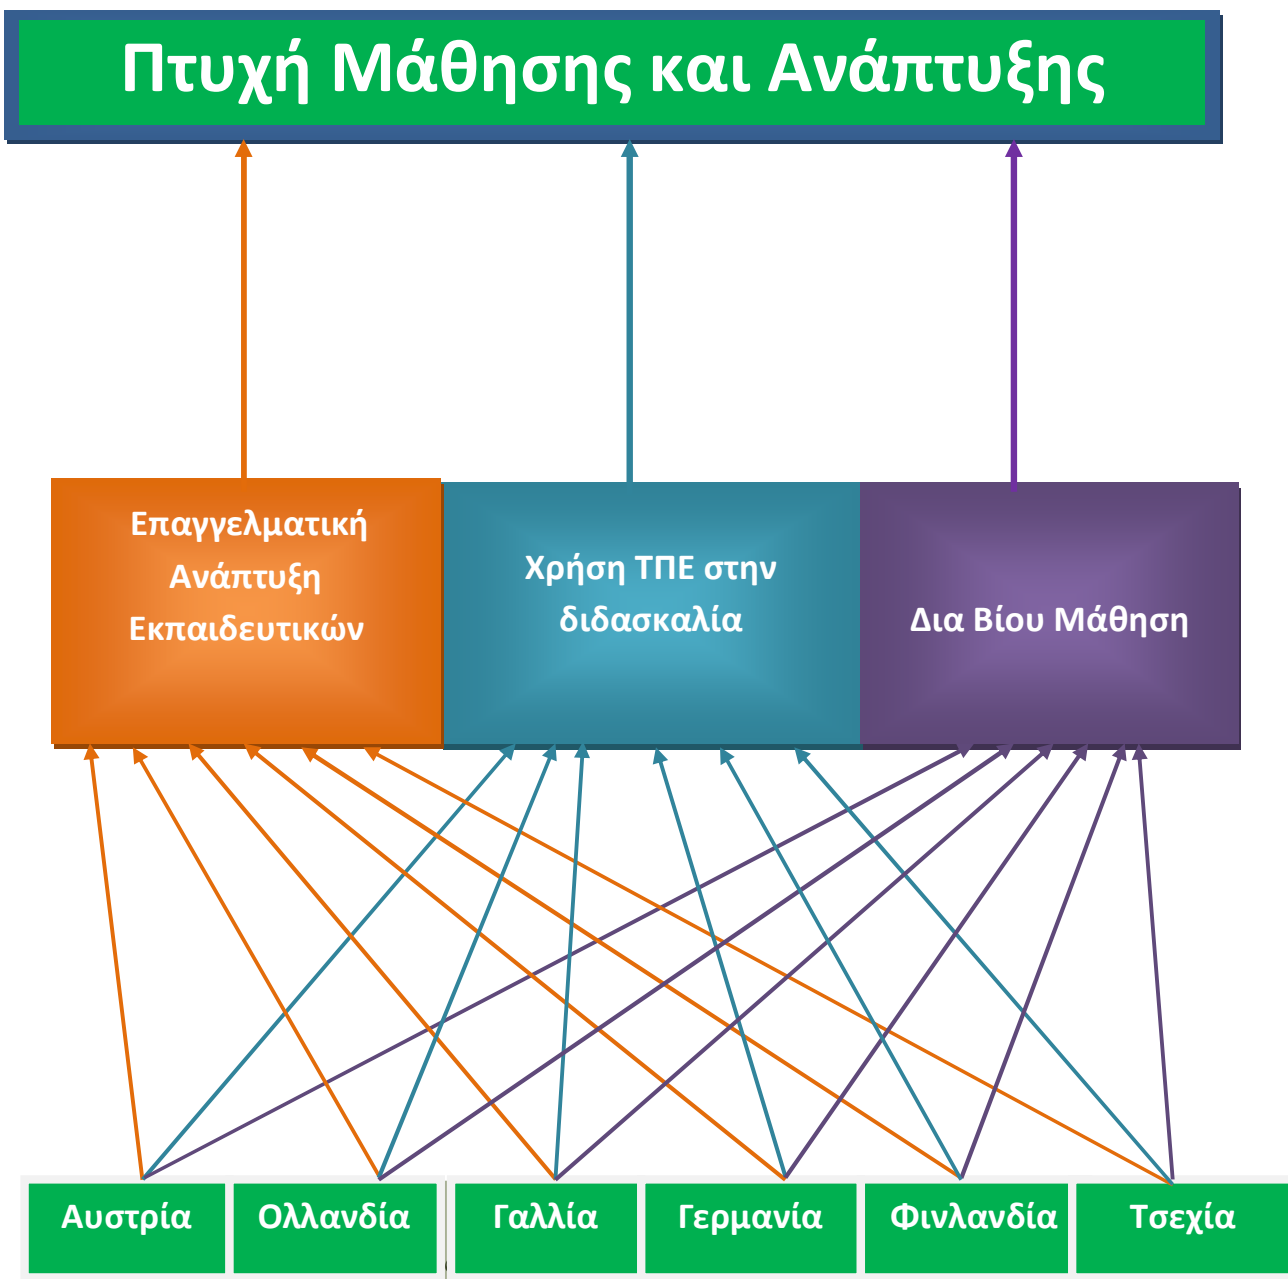 Πτυχή Μάθησης και Ανάπτυξης
Επαγγελματική
Ανάπτυξη
Εκπαιδευτικών
Χρήση ΤΠΕ στην
διδασκαλία
Δια Βίου Μάθηση
Αυστρία
Ολλανδία
Γαλλία
Γερμανία
Φινλανδία
Τσεχία